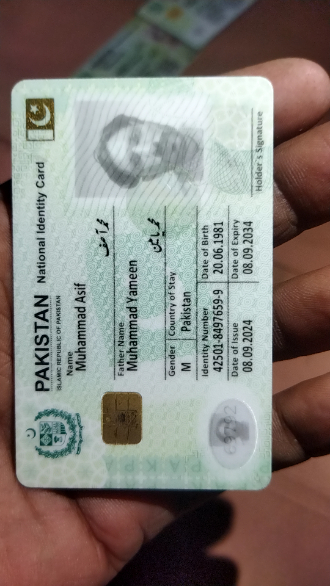 PAKISTAN National Identity Card
ISLAMIC REPUBLIC OF PAKISTAN
Name
Muhammad Asif
محمد آصف
Father Name
Muhammad Yameen
محمد یامین
Gender
Country of Stay
M
Pakistan
Identity Number
Date of Birth
42501-8497659-9
20.06.1981
Date of Issue
Date of Expiry
08.09.2024
08.09.2034
Holder's Signature